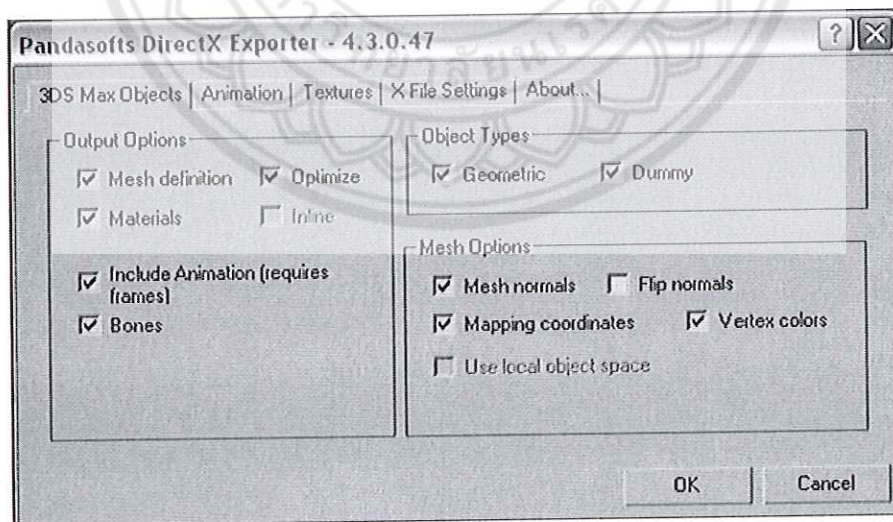 Pandasofts DirectX Exporter - 4.3.0.47
3DS Max Objects | Animation | Textures | X File Settings | About... |
Output Options
Mesh definition Optimize
Materials Inline
Include Animation (requires
frames)
Bones
Object Types
Geometric Dummy
Mesh Options
Mesh normals Flip normals
Mapping coordinates Vertex colors
Use local object space
OK Cancel